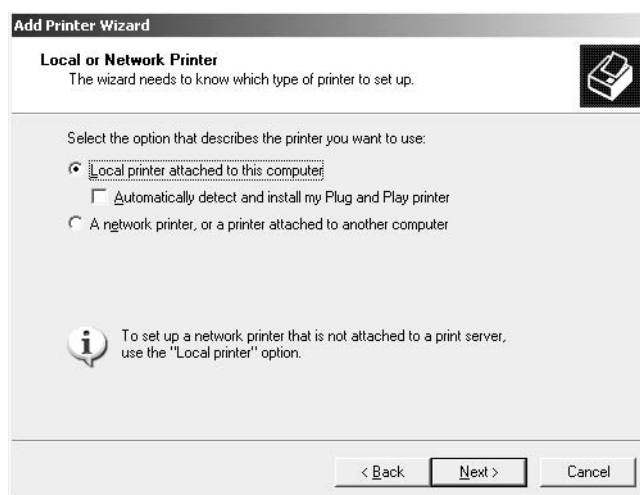 Add Printer Wizard
Local or Network Printer
The wizard needs to know which type of printer to set up.
Select the option that describes the printer you want to use:
Local printer attached to this computer
Automatically detect and install my Plug and Play printer
A network printer, or a printer attached to another computer
To set up a network printer that is not attached to a print server,
use the "Local printer" option.
< Back
Next >
Cancel